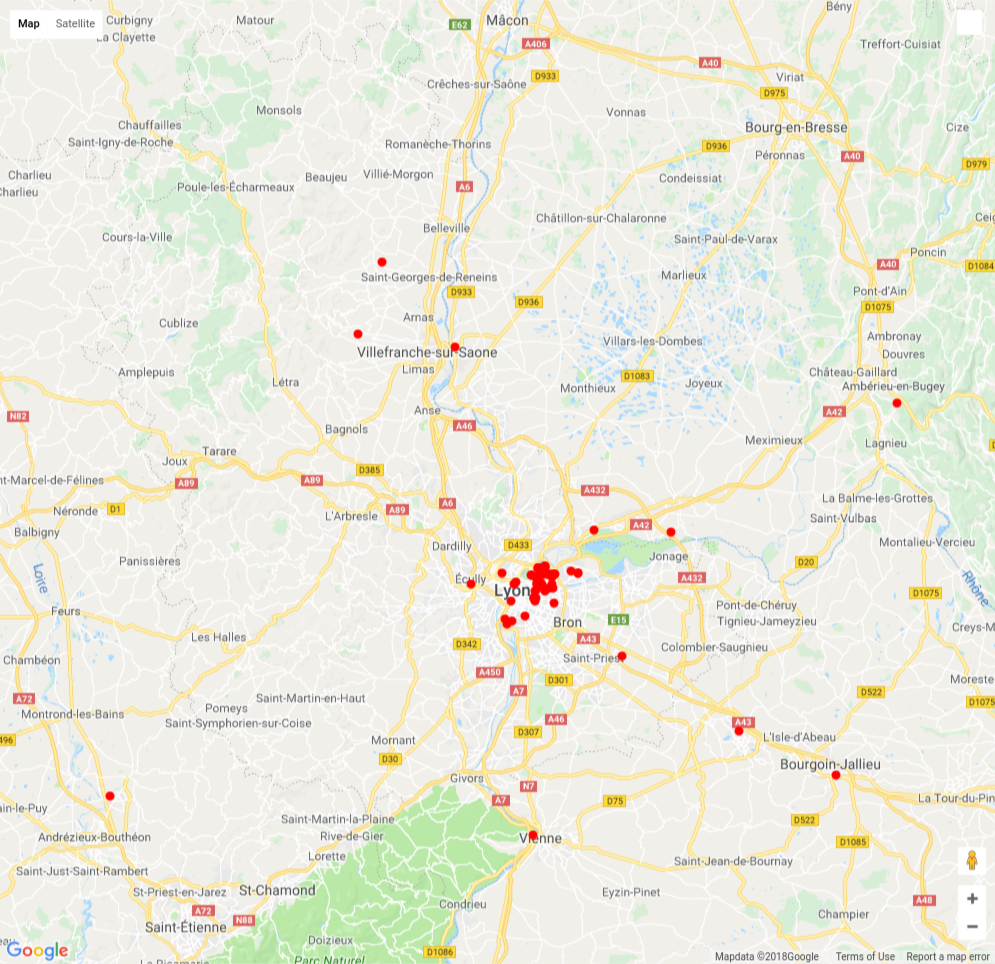 Map
Satellite
Curbigny
La Clayette
Matour
E62
Mâcon
A406
Bény
Treffort-Cuisiat
A40
D933
Viriat
D975
Crêches-sur-Saône
Monsols
Vonnas
Chauffailles
Bourg-en-Bresse
Cize
Saint-Igny-de-Roche
Romanèche-Thorins
D936
Péronnas
A40
D979
Charlieu
Charlieu
Beaujeu
Villié-Morgon
Poule-les-Écharmeaux
A6
Condeissiat
Châtillon-sur-Chalaronne
Belleville
Cours-la-Ville
Saint-Paul-de-Varax
Poncin
A40
D1084
Saint-Georges-de-Reneins
Marlieux
D933
D936
Pont-d'Ain
D1075
Arnas
Cublize
Ambronay
Villars-les-Dombes
Villefranche-sur-Saone
Douvres
Limas
Amplepuis
Létra
D1083
Joyeux
Monthieux
Château-Gaillard
Ambérieu-en-Bugey
Anse
A42
N82
A46
Bagnols
Meximieux
Lagnieu
Tarare
Joux
D385
nt-Marcel-de-Félines
A89
A89
A432
La Balme-les-Grottes
Néronde
D1
A6
A89
L'Arbresle
Saint-Vulbas
A42
Balbigny
Dardilly
D433
Montalieu-Vercieu
Jonage
Panissières
D20
Loire
Écully
A432
Rhône
Lyon
D1075
Feurs
Pont-de-Chéruy
Bron
E15
Tignieu-Jameyzieu
Creys-M
Les Halles
D342
A43
Colombier-Saugnieu
Chambéon
Saint-Priest
A450
D301
Moreste
A72
Saint-Martin-en-Haut
A7
D522
D1075
Pomeys
Montrond-les-Bains
Saint-Symphorien-sur-Coise
A46
A43
496
Mornant
D307
L'Isle-d'Abeau
D30
Bourgoin-Jallieu
Givors
N7
A7
D75
La Tour-du-Pin
ain-le-Puy
Saint-Martin-la-Plaine
D522
Andrézieux-Bouthéon
Rive-de-Gier
Vienne
D1085
Lorette
Saint-Jean-de-Bournay
Saint-Just-Saint-Rambert
St-Priest-en-Jarez
St-Chamond
Eyzin-Pinet
A72
N88
Condrieu
A48
Champier
Saint-Étienne
Doizieux
Google
D1086
Parc Naturel
Mapdata ©2018Google
Terms of Use
Report a map error